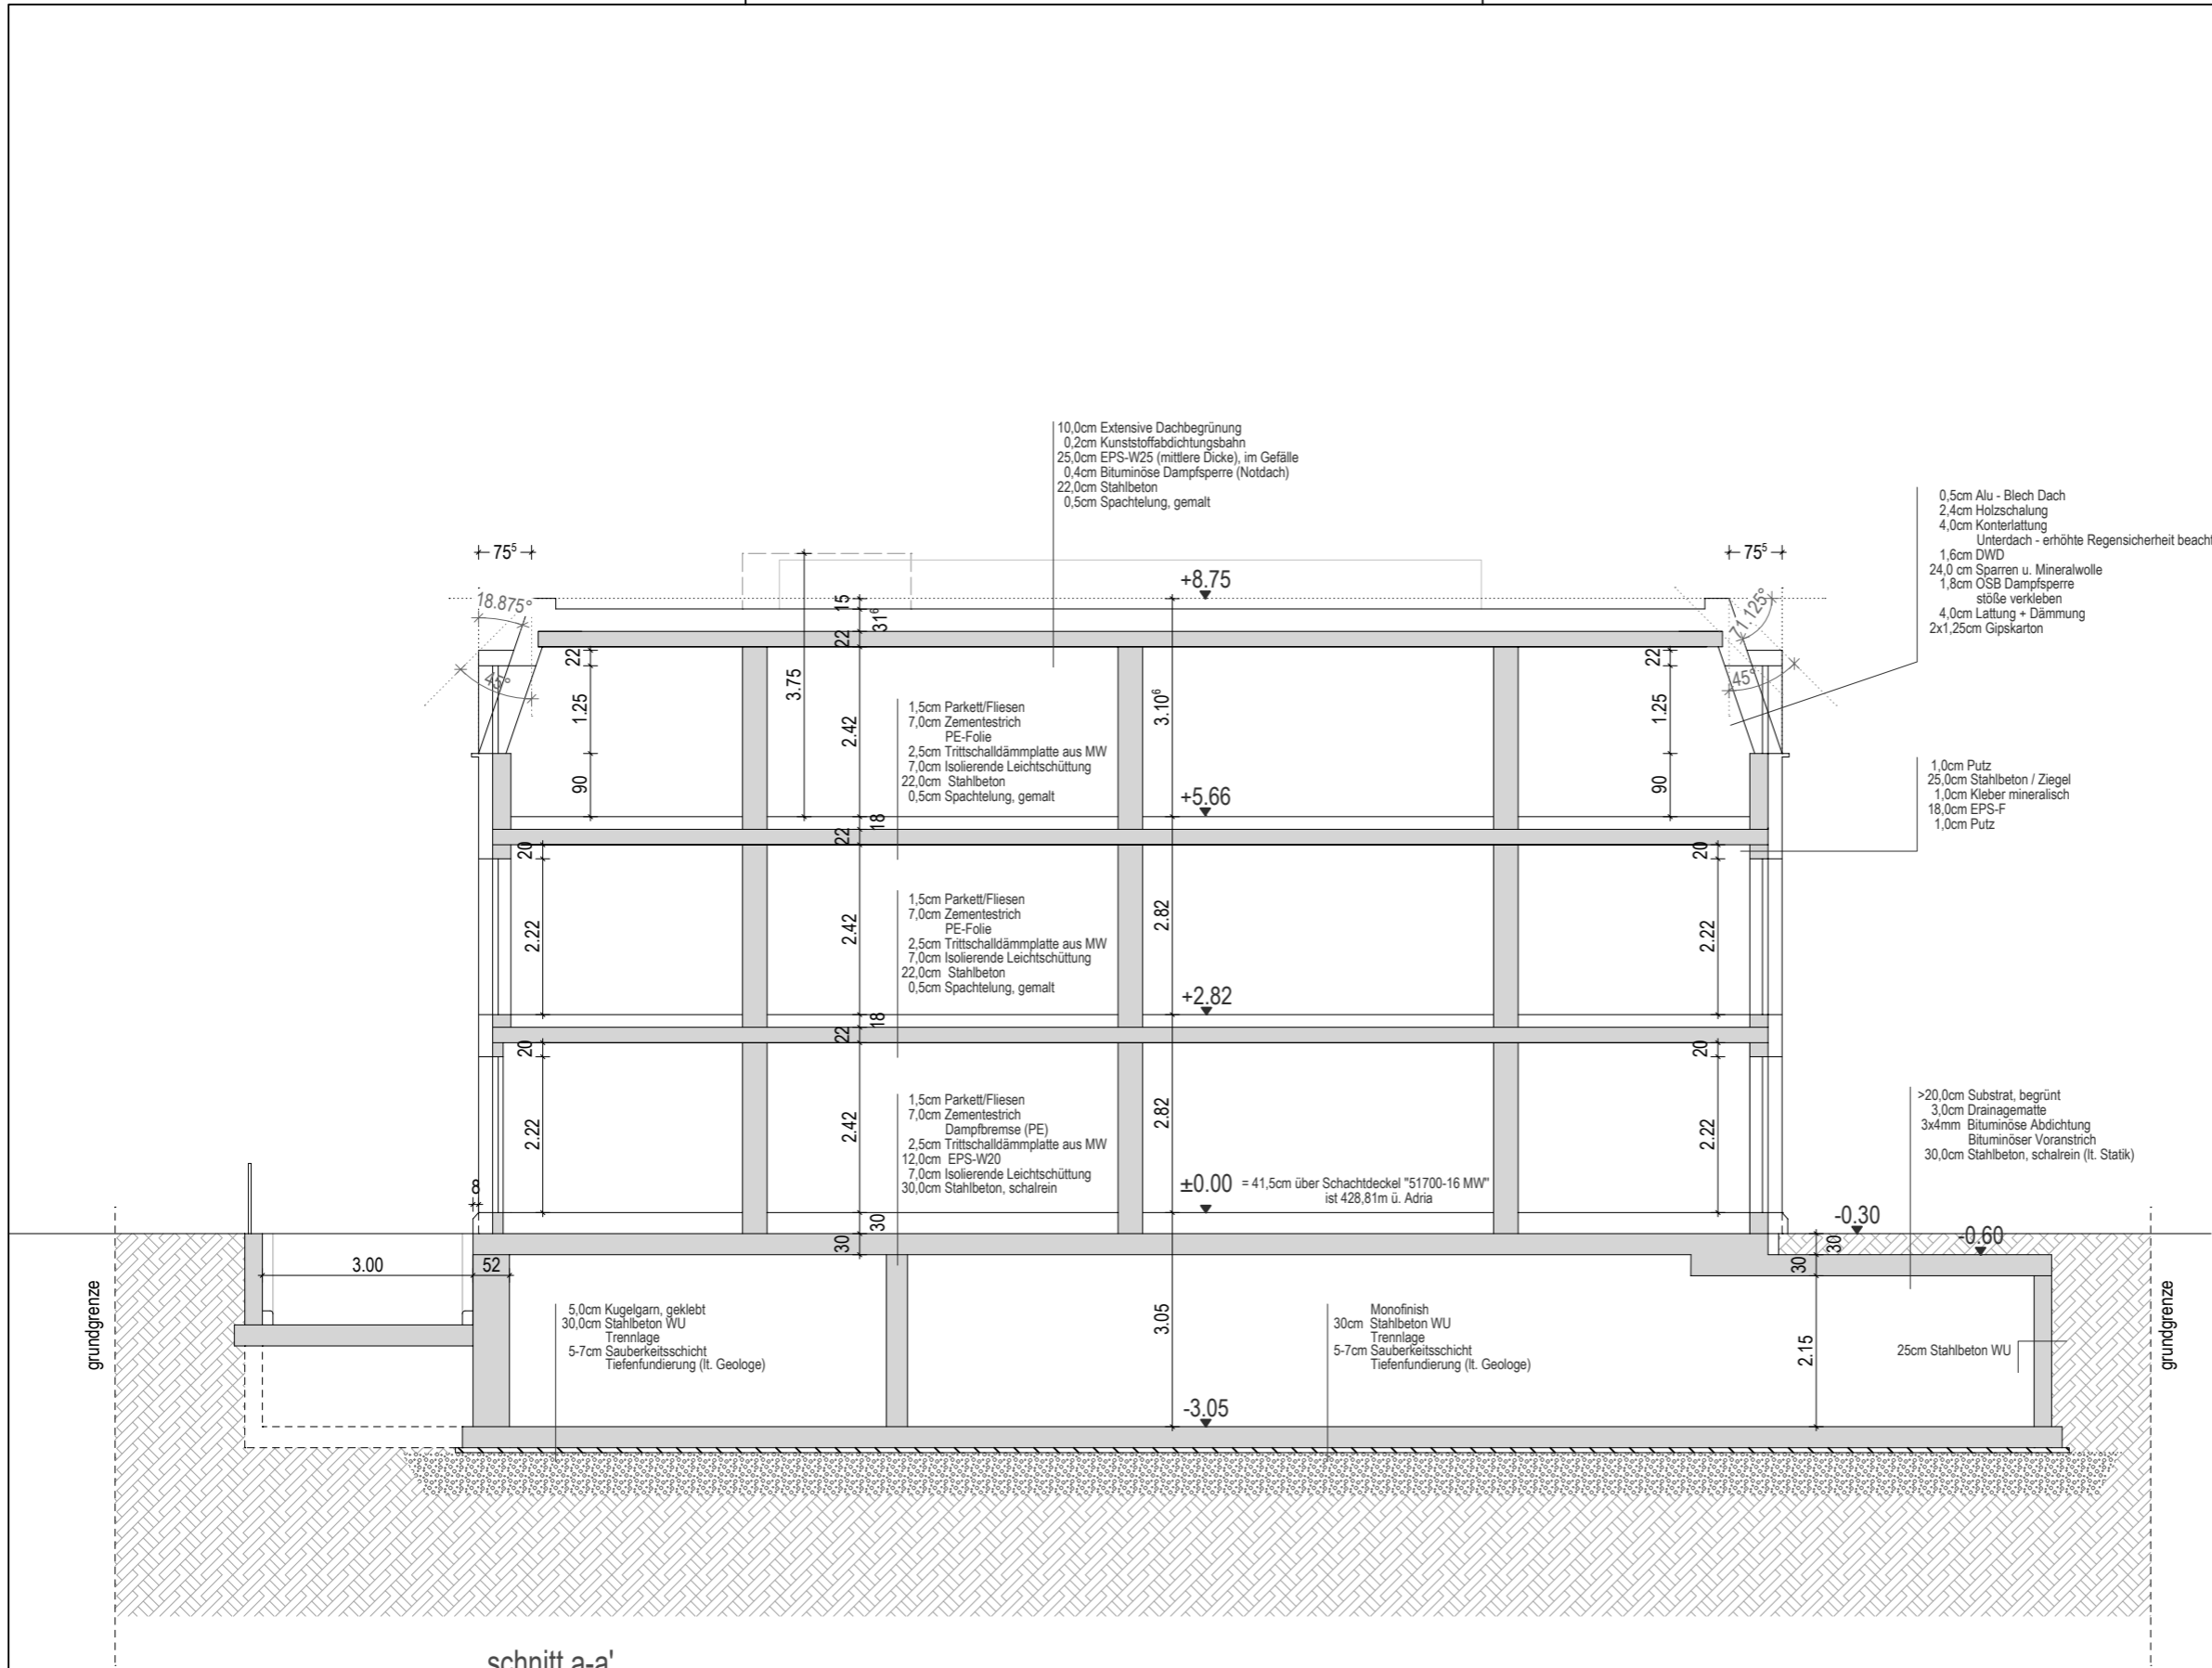 10,0cm Extensive Dachbegrünung
0,2cm Kunststoffabdichtungsbahn
25,0cm EPS-W25 (mittlere Dicke), im Gefälle
0,4cm Bituminöse Dampfsperre (Notdach)
22,0cm Stahlbeton
0,5cm Spachtelung, gemalt
0,5cm Alu - Blech Dach
2,4cm Holzschalung
4,0cm Konterlattung
Unterdach - erhöhte Regensicherheit beacht
1,6cm DWD
24,0 cm Sparren u. Mineralwolle
1,8cm OSB Dampfsperre
stöße verkleben
4,0cm Lattung + Dämmung
2x1,25cm Gipskarton
75⁵
75⁵
+8.75
18.875°
71.125°
45°
45°
15
31⁶
22
22
22
3.75
1.25
2.42
3.10⁶
1.25
90
90
1,5cm Parkett/Fliesen
7,0cm Zementestrich
PE-Folie
2,5cm Trittschalldämmplatte aus MW
7,0cm Isolierende Leichtschüttung
22,0cm Stahlbeton
0,5cm Spachtelung, gemalt
1,0cm Putz
25,0cm Stahlbeton / Ziegel
1,0cm Kleber mineralisch
18,0cm EPS-F
1,0cm Putz
+5.66
18
22
20
20
2.22
2.42
2.82
2.22
1,5cm Parkett/Fliesen
7,0cm Zementestrich
PE-Folie
2,5cm Trittschalldämmplatte aus MW
7,0cm Isolierende Leichtschüttung
22,0cm Stahlbeton
0,5cm Spachtelung, gemalt
+2.82
18
22
20
20
2.22
2.42
2.82
2.22
1,5cm Parkett/Fliesen
7,0cm Zementestrich
Dampfbremse (PE)
2,5cm Trittschalldämmplatte aus MW
12,0cm EPS-W20
7,0cm Isolierende Leichtschüttung
30,0cm Stahlbeton, schalrein
>20,0cm Substrat, begrünt
3,0cm Drainagematte
3x4mm Bituminöse Abdichtung
Bituminöser Voranstrich
30,0cm Stahlbeton, schalrein (lt. Statik)
8
±0.00 = 41,5cm über Schachtdeckel "51700-16 MW"
ist 428,81m ü. Adria
30
30
-0.30
30
-0.60
30
3.00
52
grundgrenze
grundgrenze
5,0cm Kugelgarn, geklebt
30,0cm Stahlbeton WU
Trennlage
5-7cm Sauberkeitsschicht
Tiefenfundierung (lt. Geologe)
3.05
Monofinish
30cm Stahlbeton WU
Trennlage
5-7cm Sauberkeitsschicht
Tiefenfundierung (lt. Geologe)
2.15
25cm Stahlbeton WU
-3.05
schnitt a-a'